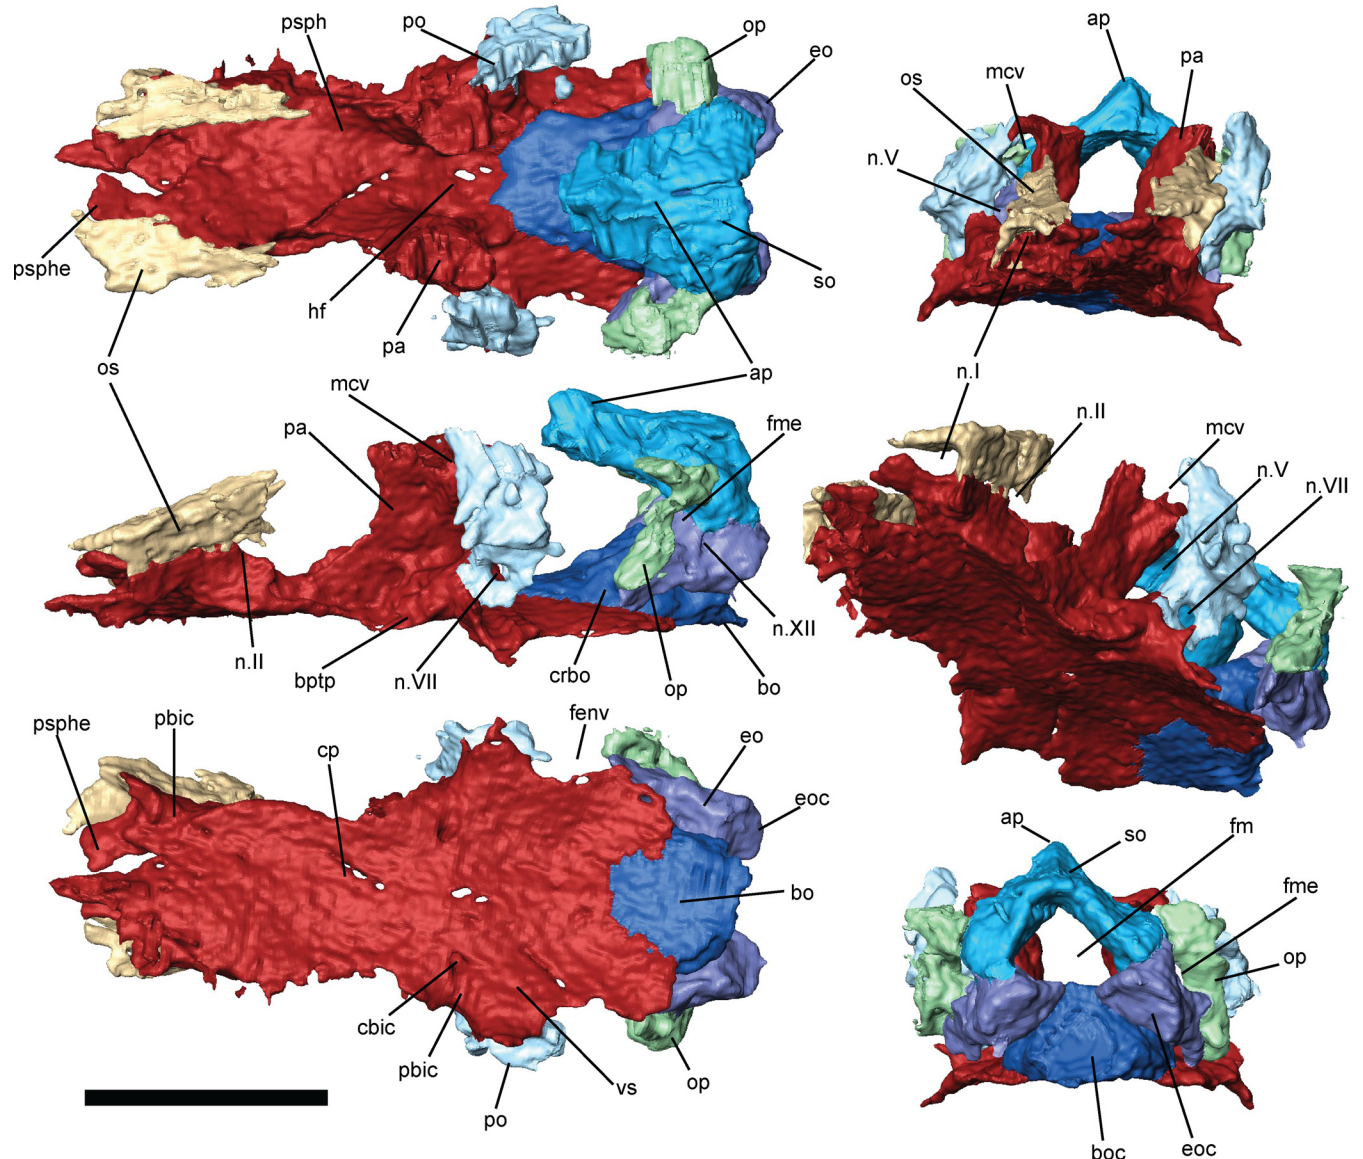 psph
po
op
eo
psphe
hf
pa
so
os
ap
ap
pa
mcv
os
n.V
n.I
mcv
pa
fme
n.II
bptp
n.VII
crbo
op
n.XII
bo
n.II
mcv
n.V
n.VII
psphe
pbic
cp
fenv
eo
eoc
bo
cbic
pbic
po
vs
op
ap
so
fm
fme
op
boc
eoc